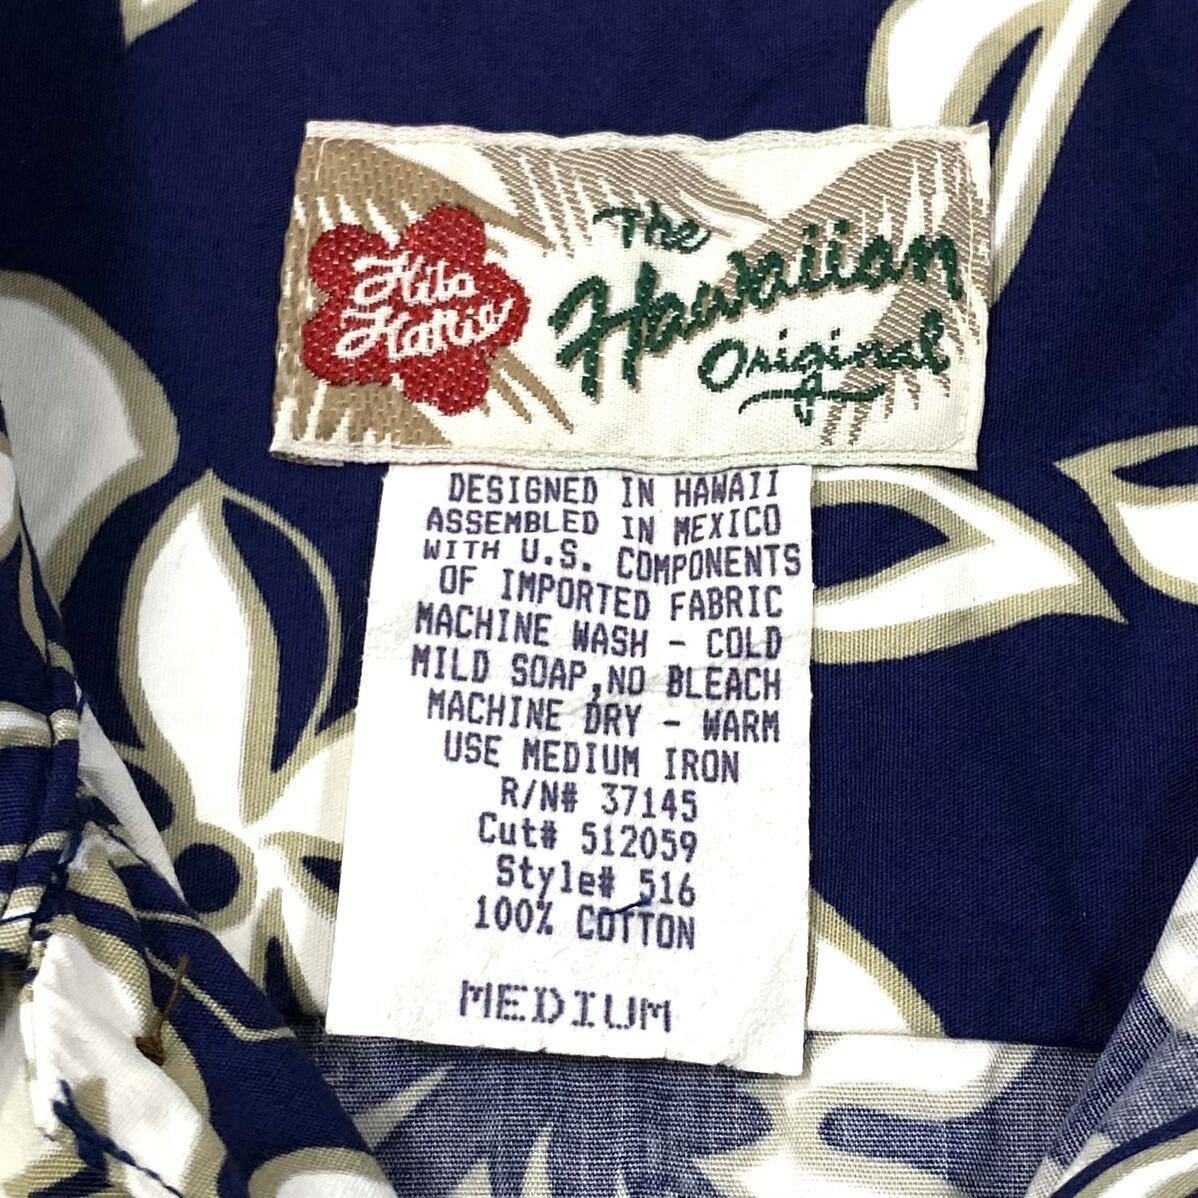 Hilo
Hattie
The
Hawaiian
Original
DESIGNED IN HAWAII
ASSEMBLED IN MEXICO
WITH U.S. COMPONENTS
OF IMPORTED FABRIC
MACHINE WASH - COLD
MILD SOAP,NO BLEACH
MACHINE DRY - WARM
USE MEDIUM IRON
R/N# 37145
Cut# 512059
Style# 516
100% COTTON
MEDIUM